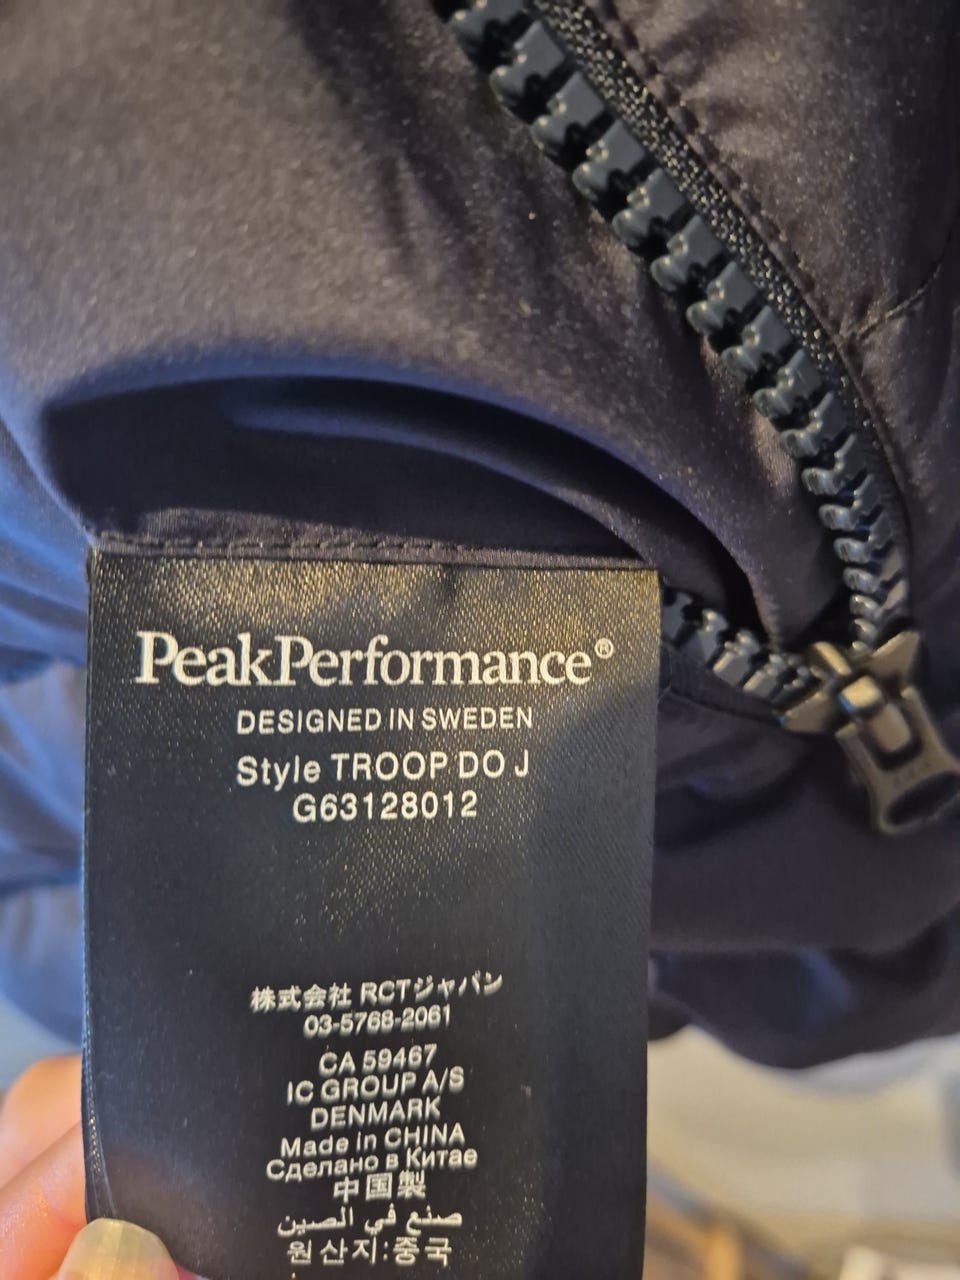 PeakPerformance®
DESIGNED IN SWEDEN
Style TROOP DO J
G63128012
株式会社 RCTジャパン
03-5768-2061
CA 59467
IC GROUP A/S
DENMARK
Made in CHINA
Сделано в Китае
中国製
صنع في الصين
원산지:중국